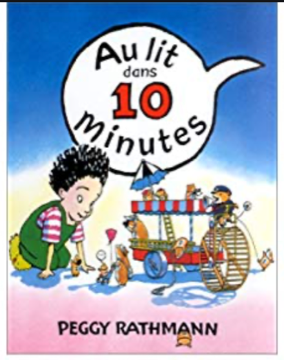 Au lit
dans
10
minutes
PEGGY RATHMANN